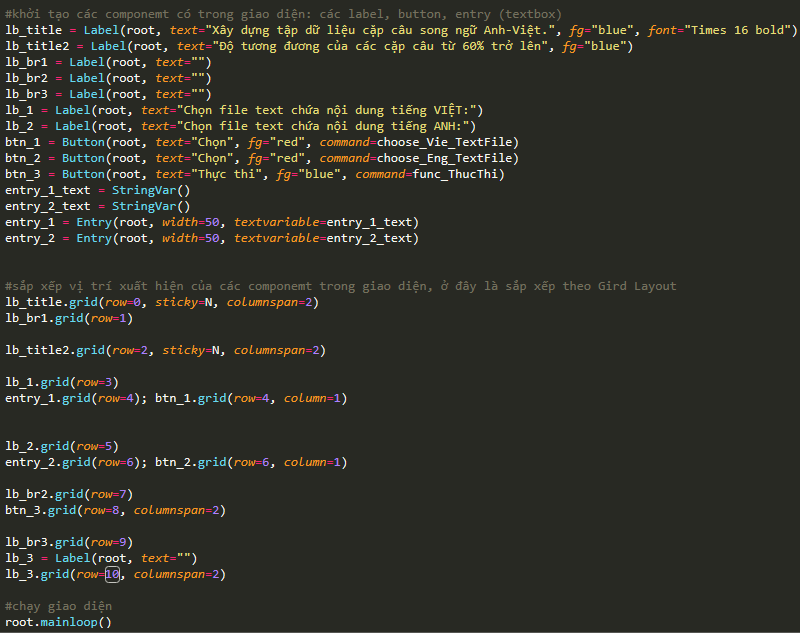 #khởi tạo các componemt có trong giao diện: các label, button, entry (textbox)
lb_title = Label(root, text="Xây dựng tập dữ liệu cặp câu song ngữ Anh-Việt.", fg="blue", font="Times 16 bold")
lb_title2 = Label(root, text="Độ tương đương của các cặp câu từ 60% trở lên", fg="blue")
lb_br1 = Label(root, text="")
lb_br2 = Label(root, text="")
lb_br3 = Label(root, text="")
lb_1 = Label(root, text="Chọn file text chứa nội dung tiếng VIỆT:")
lb_2 = Label(root, text="Chọn file text chứa nội dung tiếng ANH:")
btn_1 = Button(root, text="Chọn", fg="red", command=choose_Vie_TextFile)
btn_2 = Button(root, text="Chọn", fg="red", command=choose_Eng_TextFile)
btn_3 = Button(root, text="Thực thi", fg="blue", command=func_ThucThi)
entry_1_text = StringVar()
entry_2_text = StringVar()
entry_1 = Entry(root, width=50, textvariable=entry_1_text)
entry_2 = Entry(root, width=50, textvariable=entry_2_text)
#sắp xếp vị trí xuất hiện của các componemt trong giao diện, ở đây là sắp xếp theo Gird Layout
lb_title.grid(row=0, sticky=N, columnspan=2)
lb_br1.grid(row=1)
lb_title2.grid(row=2, sticky=N, columnspan=2)
lb_1.grid(row=3)
entry_1.grid(row=4); btn_1.grid(row=4, column=1)
lb_2.grid(row=5)
entry_2.grid(row=6); btn_2.grid(row=6, column=1)
lb_br2.grid(row=7)
btn_3.grid(row=8, columnspan=2)
lb_br3.grid(row=9)
lb_3 = Label(root, text="")
lb_3.grid(row=10, columnspan=2)
#chạy giao diện
root.mainloop()